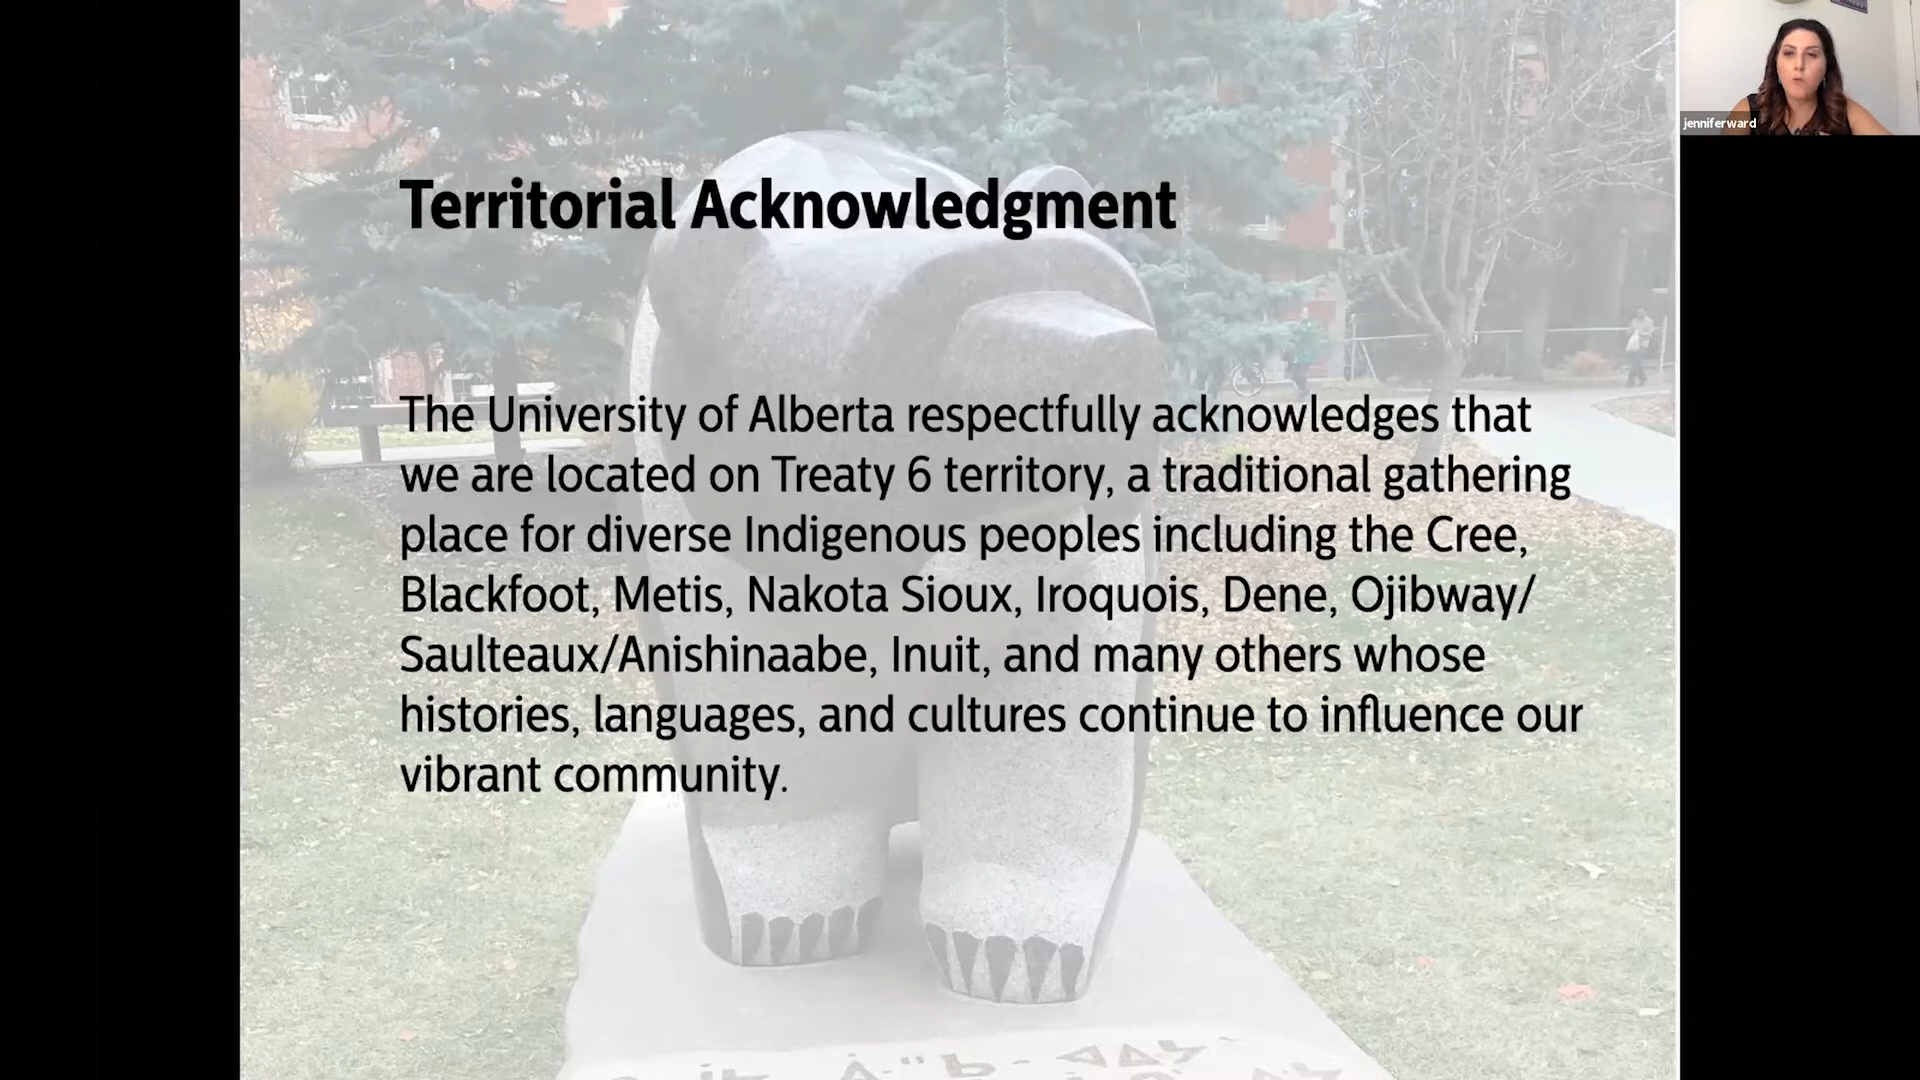 jenniferward
Territorial Acknowledgment
The University of Alberta respectfully acknowledges that
we are located on Treaty 6 territory, a traditional gathering
place for diverse Indigenous peoples including the Cree,
Blackfoot, Metis, Nakota Sioux, Iroquois, Dene, Ojibway/
Saulteaux/Anishinaabe, Inuit, and many others whose
histories, languages, and cultures continue to influence our
vibrant community.